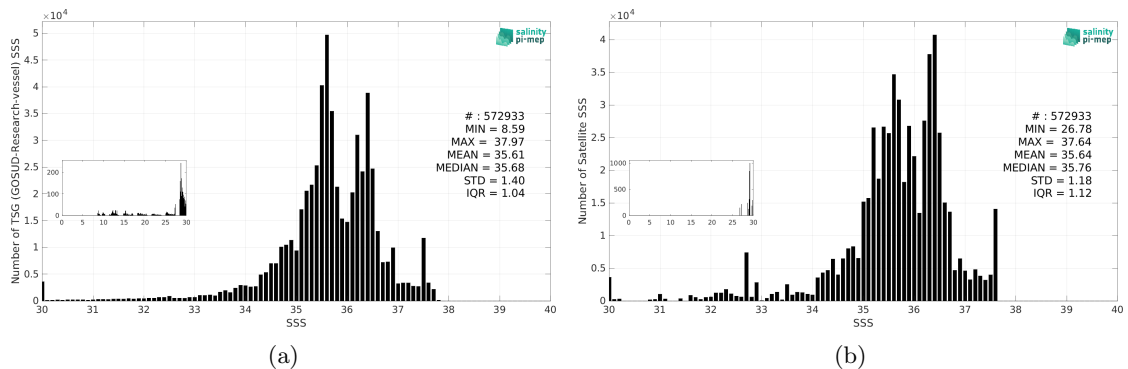 ×10⁴
5
4.5
4
3.5
3
2.5
2
1.5
1
0.5
0
Number of TSG (GOSUD-Research-vessel) SSS
30 31 32 33 34 35 36 37 38 39 40
SSS
salinity
pi-mep
# : 572933
MIN = 8.59
MAX = 37.97
MEAN = 35.61
MEDIAN = 35.68
STD = 1.40
IQR = 1.04
200
100
0
0 5 10 15 20 25 30
(a)
×10⁴
4
3.5
3
2.5
2
1.5
1
0.5
0
Number of Satellite SSS
30 31 32 33 34 35 36 37 38 39 40
SSS
salinity
pi-mep
# : 572933
MIN = 26.78
MAX = 37.64
MEAN = 35.64
MEDIAN = 35.76
STD = 1.18
IQR = 1.12
1000
500
0
0 5 10 15 20 25 30
(b)